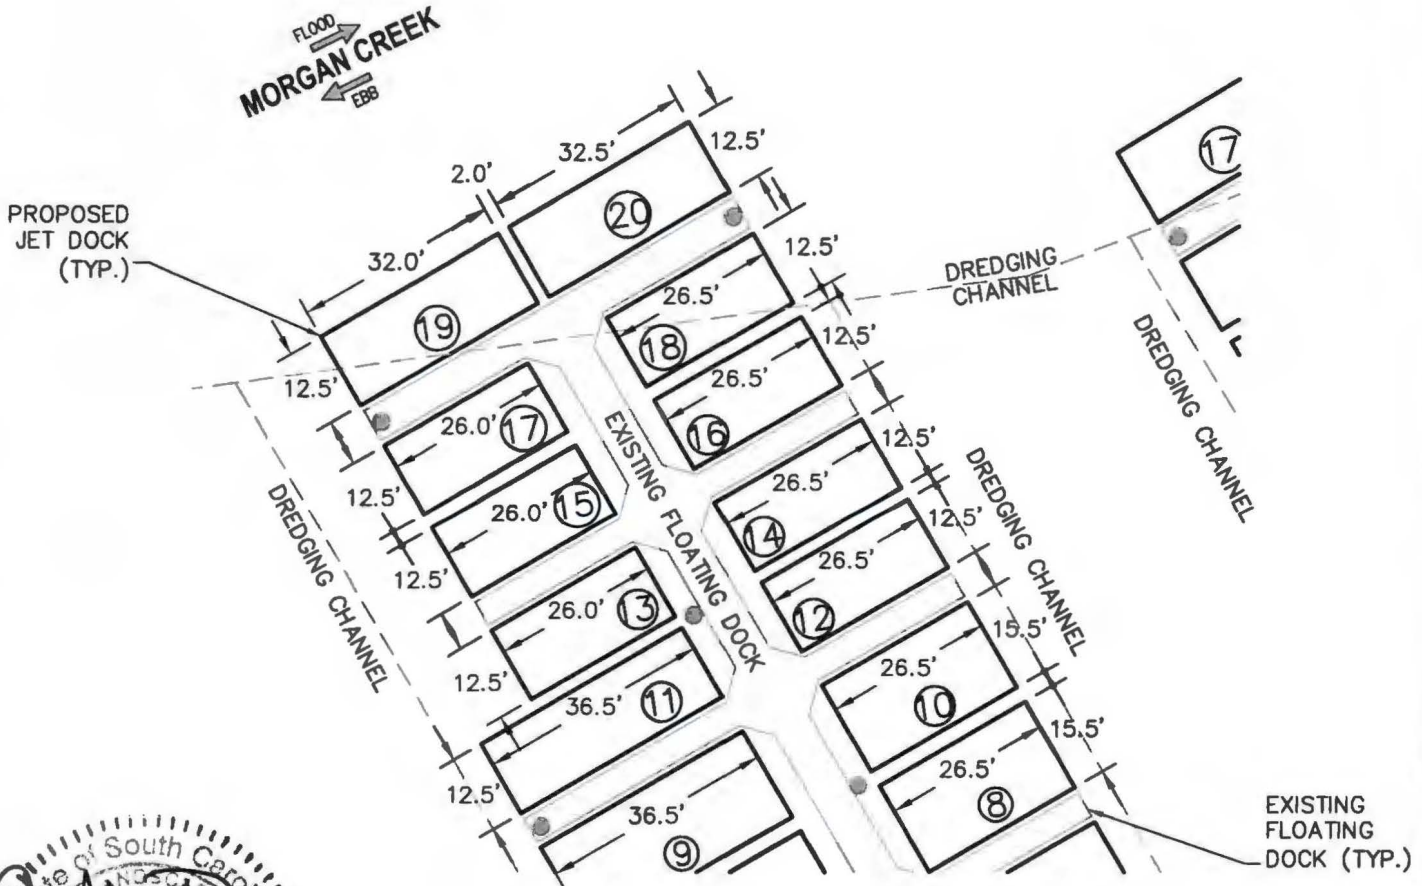 FLOOD
MORGAN CREEK
EBB
PROPOSED
JET DOCK
(TYP.)
32.5'
12.5'
2.0'
32.0'
20
19
12.5'
12.5'
26.5'
18
12.5'
26.5'
16
26.0'
17
12.5'
26.0'
15
12.5'
EXISTING FLOATING DOCK
12.5'
26.5'
14
12.5'
26.5'
12
26.0'
13
12.5'
36.5'
11
12.5'
15.5'
26.5'
10
15.5'
26.5'
8
36.5'
9
DREDGING CHANNEL
DREDGING CHANNEL
DREDGING
CHANNEL
DREDGING CHANNEL
17
EXISTING
FLOATING
DOCK (TYP.)
of South Caro